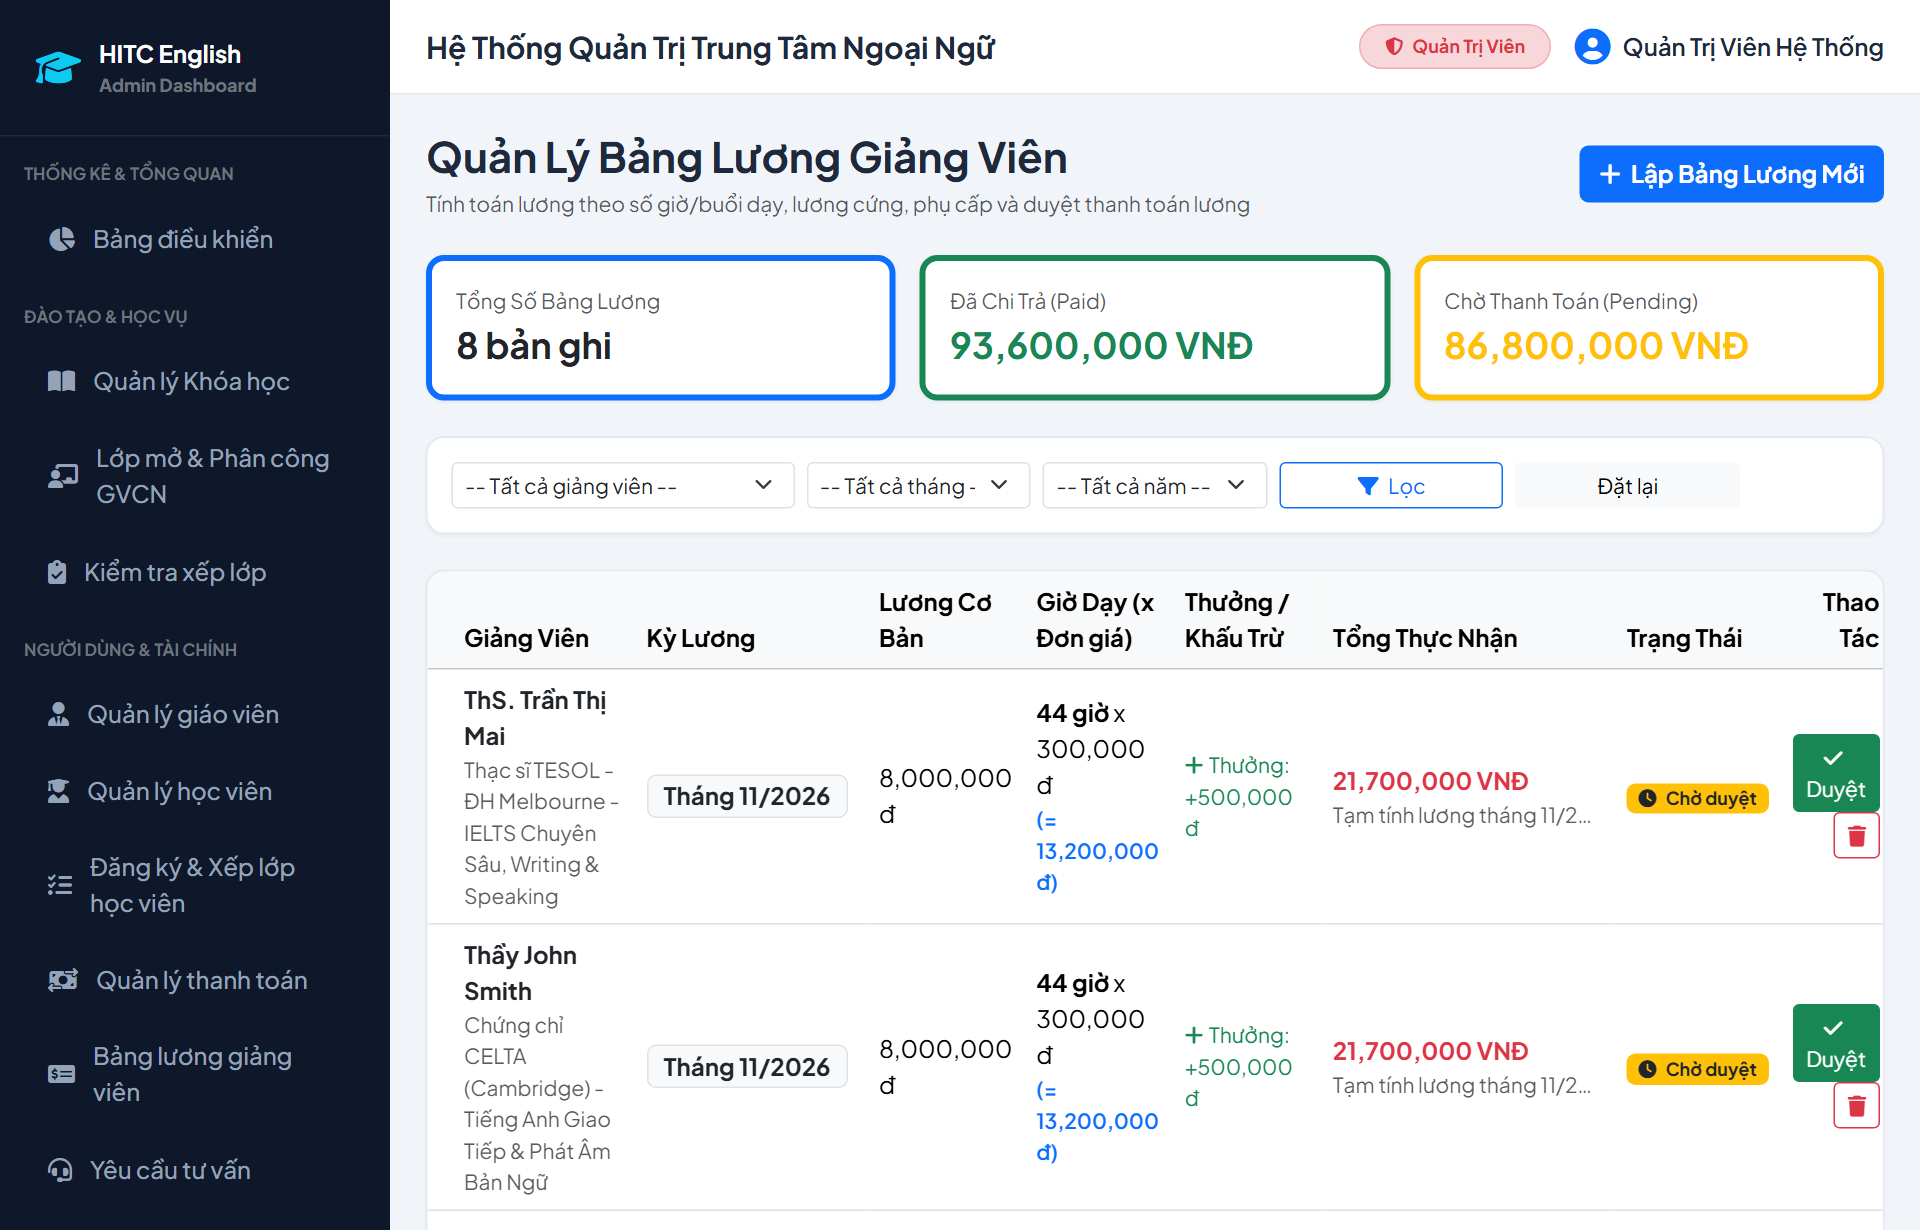 HITC English
Admin Dashboard
THỐNG KÊ & TỔNG QUAN
Bảng điều khiển
ĐÀO TẠO & HỌC VỤ
Quản lý Khóa học
Lớp mở & Phân công
GVCN
Kiểm tra xếp lớp
NGƯỜI DÙNG & TÀI CHÍNH
Quản lý giáo viên
Quản lý học viên
Đăng ký & Xếp lớp
học viên
Quản lý thanh toán
Bảng lương giảng
viên
Yêu cầu tư vấn
Hệ Thống Quản Trị Trung Tâm Ngoại Ngữ
Quản Trị Viên
Quản Trị Viên Hệ Thống
Quản Lý Bảng Lương Giảng Viên
Tính toán lương theo số giờ/buổi dạy, lương cứng, phụ cấp và duyệt thanh toán lương
+ Lập Bảng Lương Mới
Tổng Số Bảng Lương
8 bản ghi
Đã Chi Trả (Paid)
93,600,000 VNĐ
Chờ Thanh Toán (Pending)
86,800,000 VNĐ
-- Tất cả giảng viên --
-- Tất cả tháng -
-- Tất cả năm --
Lọc
Đặt lại
Giảng Viên
Kỳ Lương
Lương Cơ
Bản
Giờ Dạy (x
Đơn giá)
Thưởng /
Khấu Trừ
Tổng Thực Nhận
Trạng Thái
Thao
Tác
ThS. Trần Thị
Mai
Thạc sĩ TESOL -
ĐH Melbourne -
IELTS Chuyên
Sâu, Writing &
Speaking
Tháng 11/2026
8,000,000
đ
44 giờ x
300,000
đ
(=
13,200,000
đ)
+ Thưởng:
+500,000
đ
21,700,000 VNĐ
Tạm tính lương tháng 11/2...
Chờ duyệt
Duyệt
Thầy John
Smith
Chứng chỉ
CELTA
(Cambridge) -
Tiếng Anh Giao
Tiếp & Phát Âm
Bản Ngữ
Tháng 11/2026
8,000,000
đ
44 giờ x
300,000
đ
(=
13,200,000
đ)
+ Thưởng:
+500,000
đ
21,700,000 VNĐ
Tạm tính lương tháng 11/2...
Chờ duyệt
Duyệt